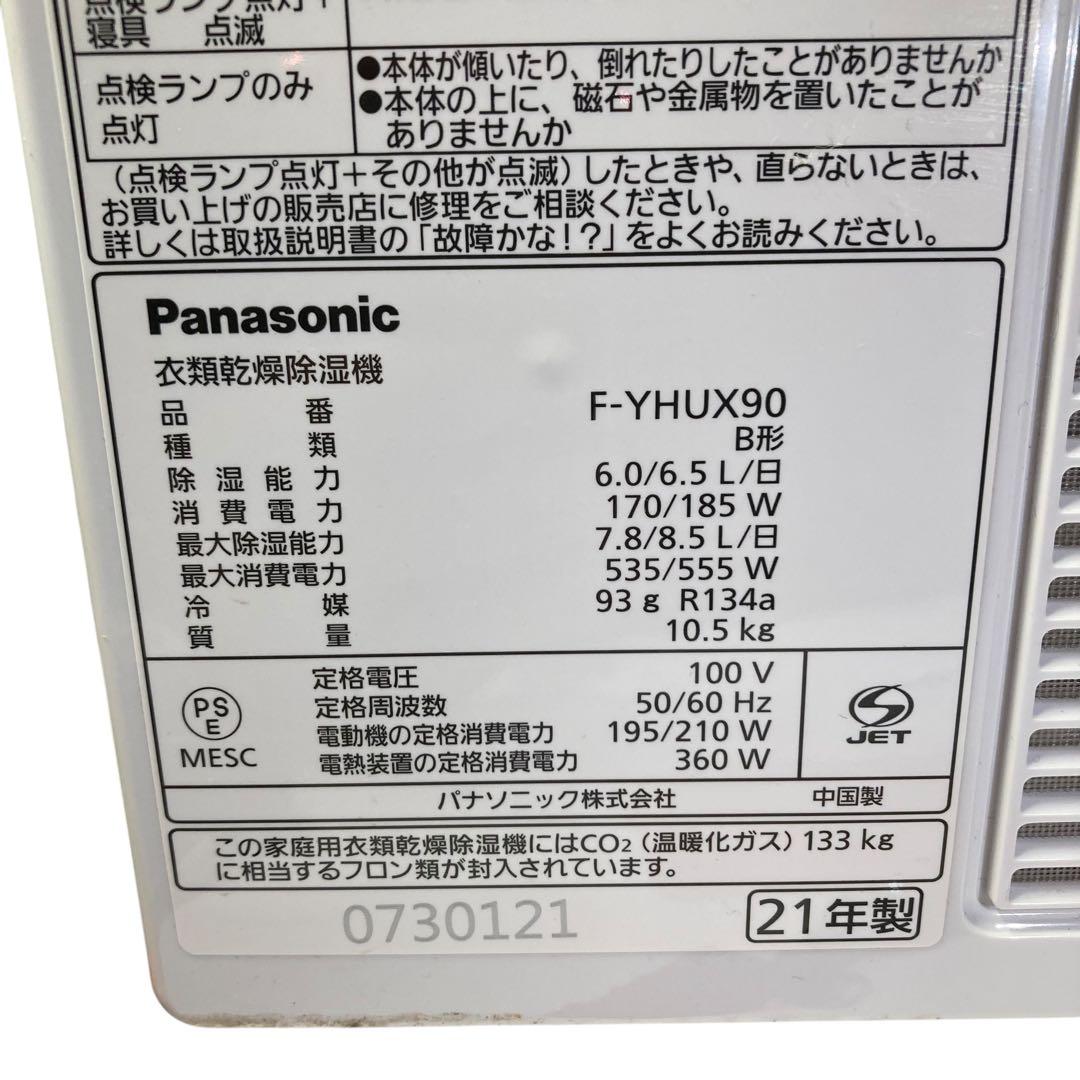 点検ランプ点灯+
寝具 点滅
点検ランプのみ
点灯
●本体が傾いたり、倒れたりしたことがありませんか
●本体の上に、磁石や金属物を置いたことが
ありませんか
(点検ランプ点灯+その他が点滅)したときや、直らないときは、
お買い上げの販売店に修理をご相談ください。
詳しくは取扱説明書の「故障かな!?」をよくお読みください。
Panasonic
衣類乾燥除湿機
品番 F-YHUX90
種類 B形
除湿能力 6.0/6.5 L/日
消費電力 170/185 W
最大除湿能力 7.8/8.5 L/日
最大消費電力 535/555 W
冷媒 93 g R134a
質量 10.5 kg
PS
E
MESC
定格電圧 100 V
定格周波数 50/60 Hz
電動機の定格消費電力 195/210 W
電熱装置の定格消費電力 360 W
JET
パナソニック株式会社 中国製
この家庭用衣類乾燥除湿機にはCO2(温暖化ガス)133 kg
に相当するフロン類が封入されています。
0730121
21年製